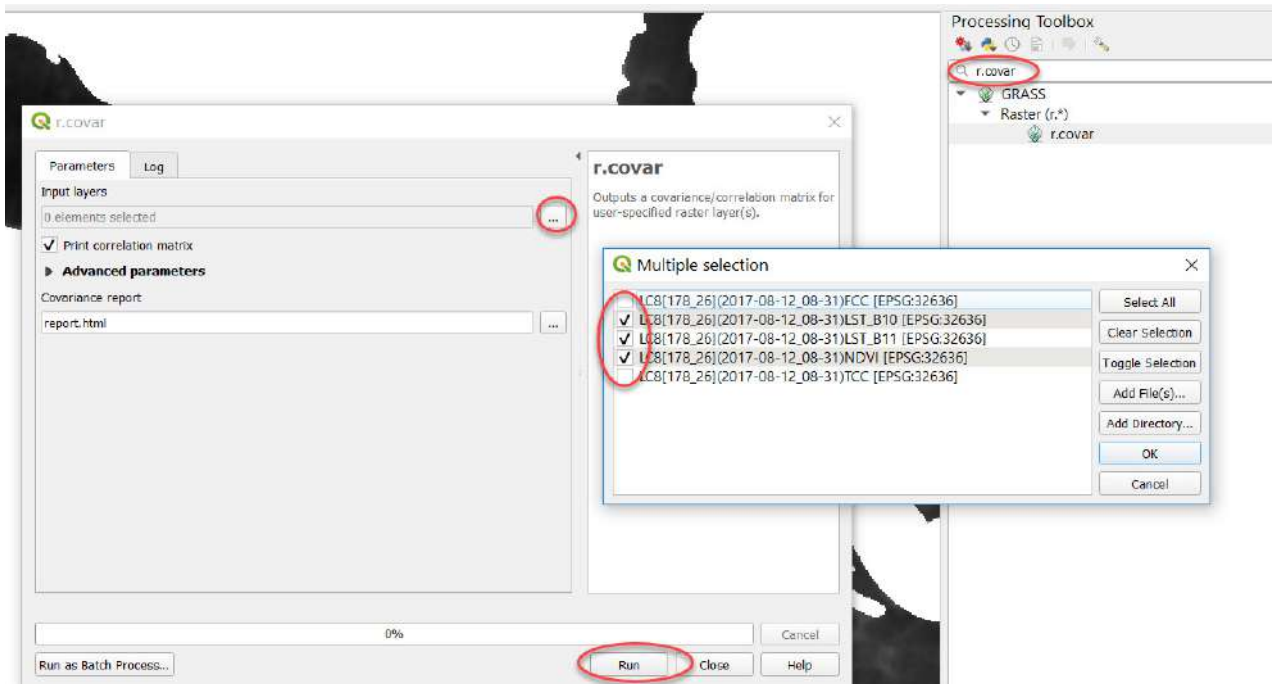 Processing Toolbox
r.covar
GRASS
Raster (r.*)
r.covar
r.covar
Parameters
Log
Input layers
0 elements selected
...
Print correlation matrix
Advanced parameters
Covariance report
report.html
...
r.covar
Outputs a covariance/correlation matrix for
user-specified raster layer(s).
Multiple selection
LC8[178_26](2017-08-12_08-31)FCC [EPSG:32636]
LC8[178_26](2017-08-12_08-31)LST_B10 [EPSG:32636]
LC8[178_26](2017-08-12_08-31)LST_B11 [EPSG:32636]
LC8[178_26](2017-08-12_08-31)NDVI [EPSG:32636]
LC8[178_26](2017-08-12_08-31)TCC [EPSG:32636]
Select All
Clear Selection
Toggle Selection
Add File(s)...
Add Directory...
OK
Cancel
0%
Cancel
Run as Batch Process...
Run
Close
Help